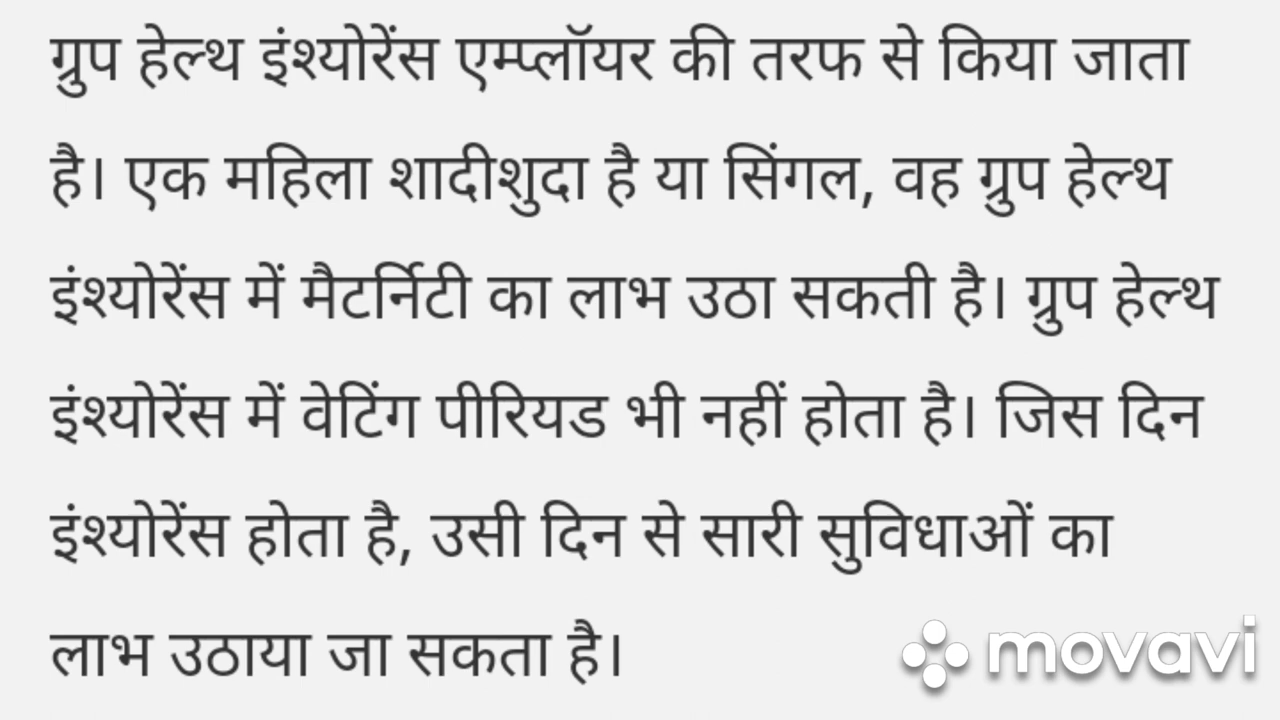 ग्रुप हेल्थ इंश्योरेंस एम्प्लॉयर की तरफ से किया जाता
है। एक महिला शादीशुदा है या सिंगल, वह ग्रुप हेल्थ
इंश्योरेंस में मैटर्निटी का लाभ उठा सकती है। ग्रुप हेल्थ
इंश्योरेंस में वेटिंग पीरियड भी नहीं होता है। जिस दिन
इंश्योरेंस होता है, उसी दिन से सारी सुविधाओं का
लाभ उठाया जा सकता है।
movavi